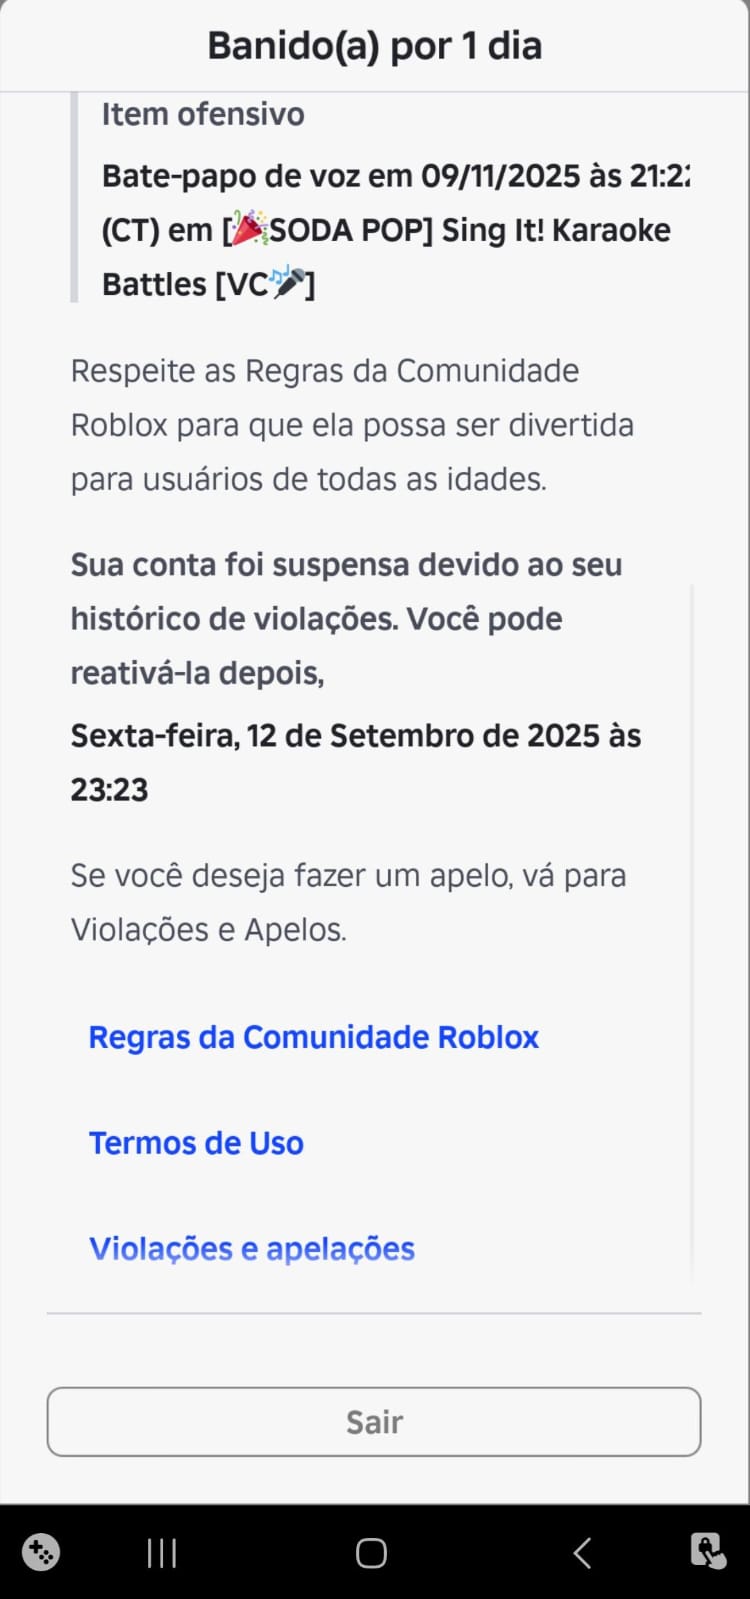 Banido(a) por 1 dia
Item ofensivo
Bate-papo de voz em 09/11/2025 às 21:22
(CT) em [🎉SODA POP] Sing It! Karaoke
Battles [VC🎤]
Respeite as Regras da Comunidade
Roblox para que ela possa ser divertida
para usuários de todas as idades.
Sua conta foi suspensa devido ao seu
histórico de violações. Você pode
reativá-la depois,
Sexta-feira, 12 de Setembro de 2025 às
23:23
Se você deseja fazer um apelo, vá para
Violações e Apelos.
Regras da Comunidade Roblox
Termos de Uso
Violações e apelações
Sair